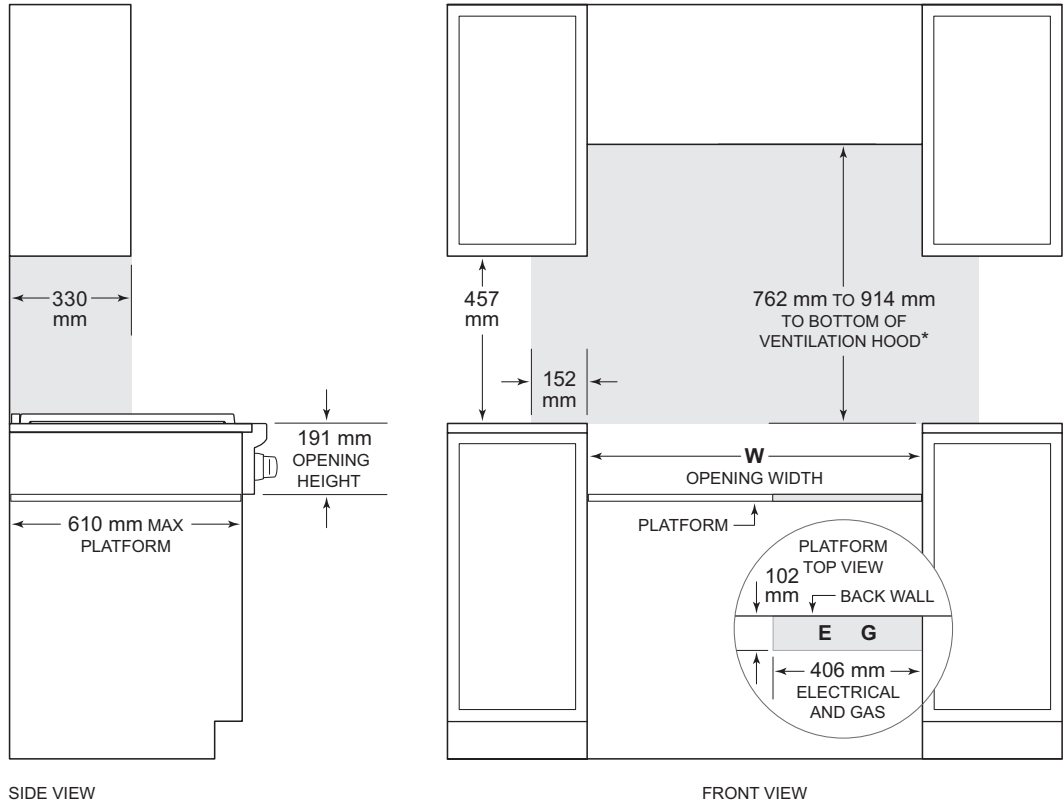 330
mm
191 mm
OPENING
HEIGHT
610 mm MAX
PLATFORM
SIDE VIEW
457
mm
762 mm TO 914 mm
TO BOTTOM OF
VENTILATION HOOD*
152
mm
W
OPENING WIDTH
PLATFORM
PLATFORM
TOP VIEW
102
mm
BACK WALL
E G
406 mm
ELECTRICAL
AND GAS
FRONT VIEW